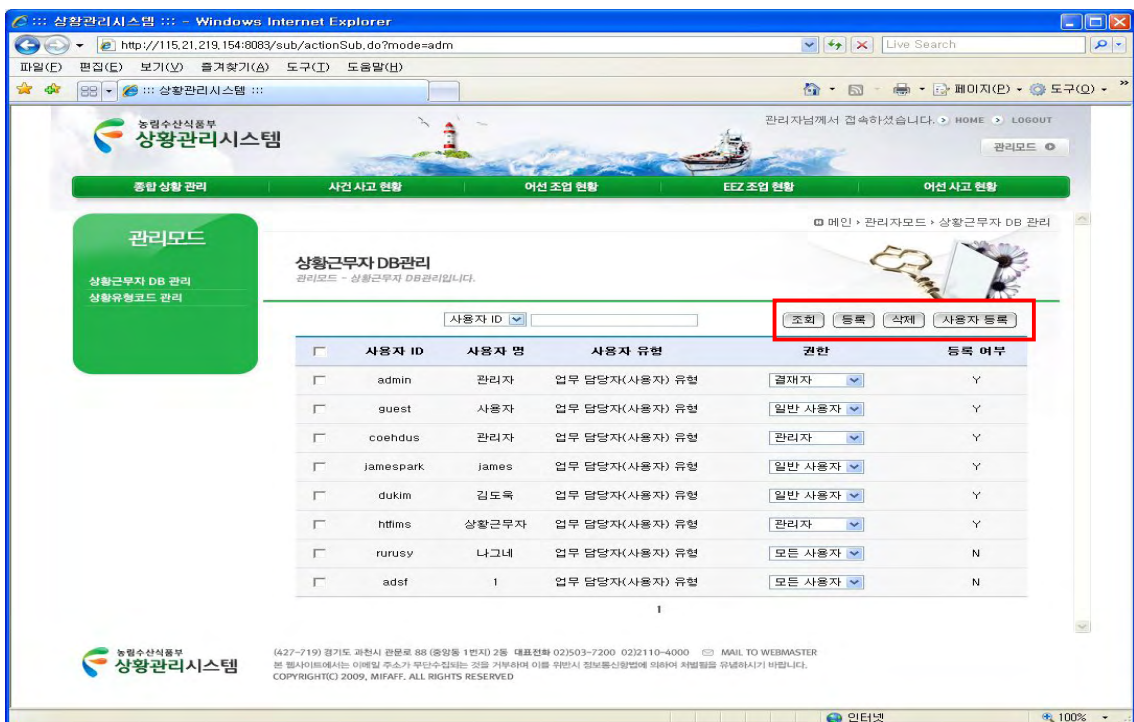 ::: 상황관리시스템 ::: - Windows Internet Explorer
http://115,21,219,154:8083/sub/actionSub,do?mode=adm
Live Search
파일(F) 편집(E) 보기(V) 즐겨찾기(A) 도구(T) 도움말(H)
::: 상황관리시스템 :::
페이지(P) 도구(O)
농림수산식품부
상황관리시스템
관리자님께서 접속하셨습니다. HOME LOGOUT
관리모드
종합 상황 관리 사건 사고 현황 어선 조업 현황 EEZ 조업 현황 어선 사고 현황
메인 > 관리자모드 > 상황근무자 DB 관리
관리모드
상황근무자 DB 관리
상황유형코드 관리
상황근무자 DB관리
관리모드 - 상황근무자 DB관리입니다.
사용자 ID 조회 등록 삭제 사용자 등록
사용자 ID 사용자 명 사용자 유형 권한 등록 여부
admin 관리자 업무 담당자(사용자) 유형 결재자 Y
guest 사용자 업무 담당자(사용자) 유형 일반 사용자 Y
coehdus 관리자 업무 담당자(사용자) 유형 관리자 Y
jamespark james 업무 담당자(사용자) 유형 일반 사용자 Y
dukim 김도욱 업무 담당자(사용자) 유형 일반 사용자 Y
htfims 상황근무자 업무 담당자(사용자) 유형 관리자 Y
rurusy 나그네 업무 담당자(사용자) 유형 모든 사용자 N
adsf 1 업무 담당자(사용자) 유형 모든 사용자 N
1
농림수산식품부
상황관리시스템
(427-719) 경기도 과천시 관문로 88 (중앙동 1번지) 2동 대표전화 02)503-7200 02)2110-4000 MAIL TO WEBMASTER
본 웹사이트에서는 이메일 주소가 무단수집되는 것을 거부하며 이를 위반시 정보통신망법에 의하여 처벌됨을 유념하시기 바랍니다.
COPYRIGHT(C) 2009, MIFAFF. ALL RIGHTS RESERVED
인터넷 100%